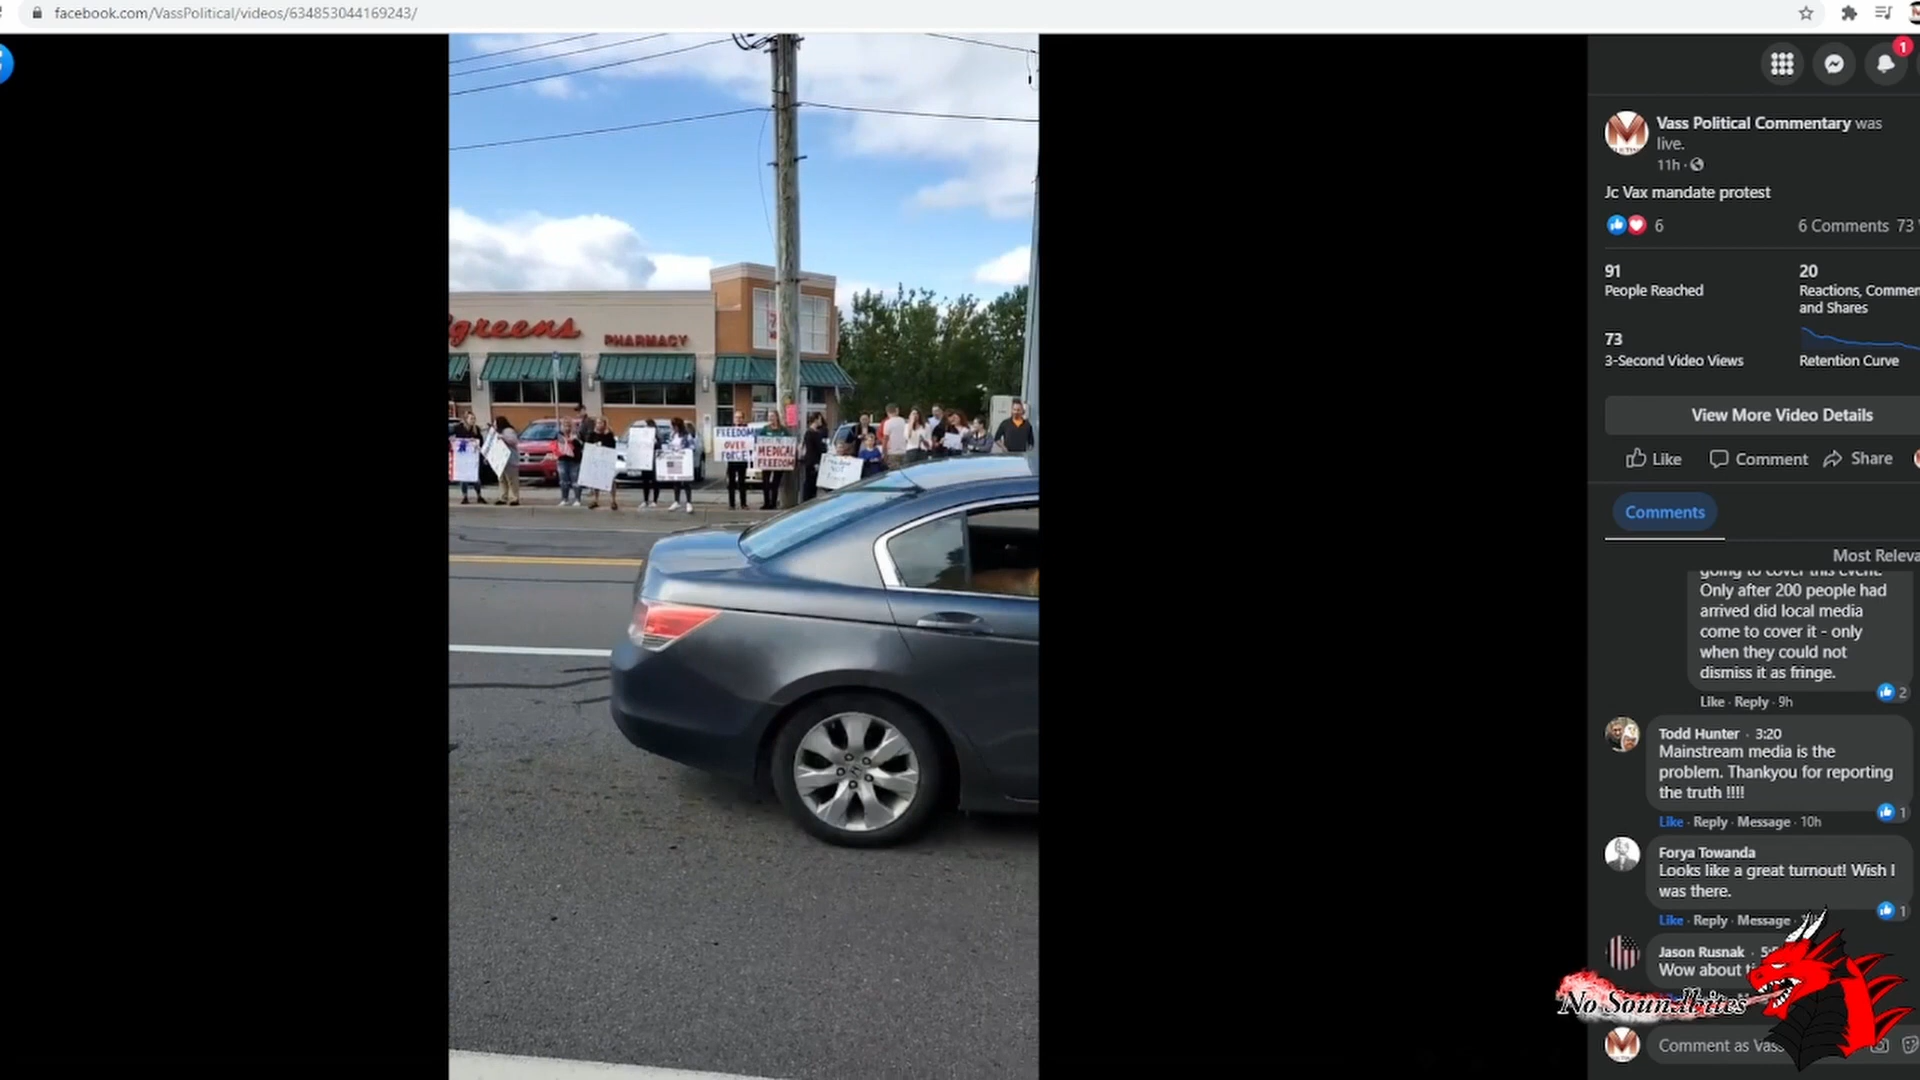 facebook.com/VassPolitical/videos/634853044169243/
1
Vass Political Commentary was
live.
11h ·
Jc Vax mandate protest
6
6 Comments 73
91
People Reached
20
Reactions,
and Shares
73
3-Second Video Views
Retention Curve
View More Video Details
Like
Comment
Share
Comments
Most
going to cover this event.
Only after 200 people had
arrived did local media
come to cover it - only
when they could not
dismiss it as fringe.
2
Like · Reply · 9h
Todd Hunter · 3:20
Mainstream media is the
problem. Thankyou for reporting
the truth !!!!
1
Like · Reply · Message · 10h
Forya Towanda
Looks like a great turnout! Wish I
was there.
1
Like · Reply · Message ·
Jason Rusnak ·
Wow about
No Soundbites
Comment as
PHARMACY
FREEDOM
OVER
FORCE
MEDICAL
FREEDOM